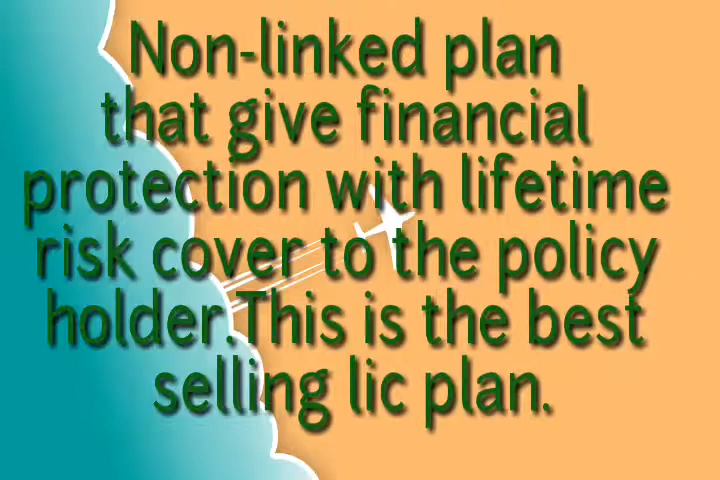 Non-linked plan
that give financial
protection with lifetime
risk cover to the policy
holder.This is the best
selling lic plan.